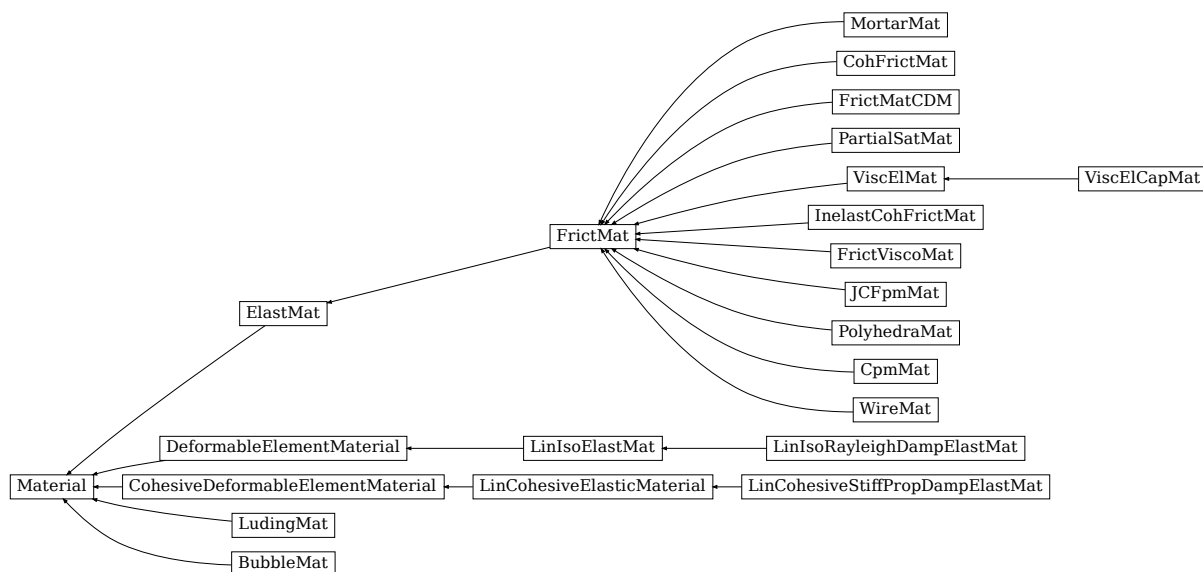 MortarMat
CohFrictMat
FrictMatCDM
PartialSatMat
ViscElMat
ViscElCapMat
InelastCohFrictMat
FrictMat
FrictViscoMat
JCFpmMat
ElastMat
PolyhedraMat
CpmMat
WireMat
DeformableElementMaterial
LinIsoElastMat
LinIsoRayleighDampElastMat
Material
CohesiveDeformableElementMaterial
LinCohesiveElasticMaterial
LinCohesiveStiffPropDampElastMat
LudingMat
BubbleMat